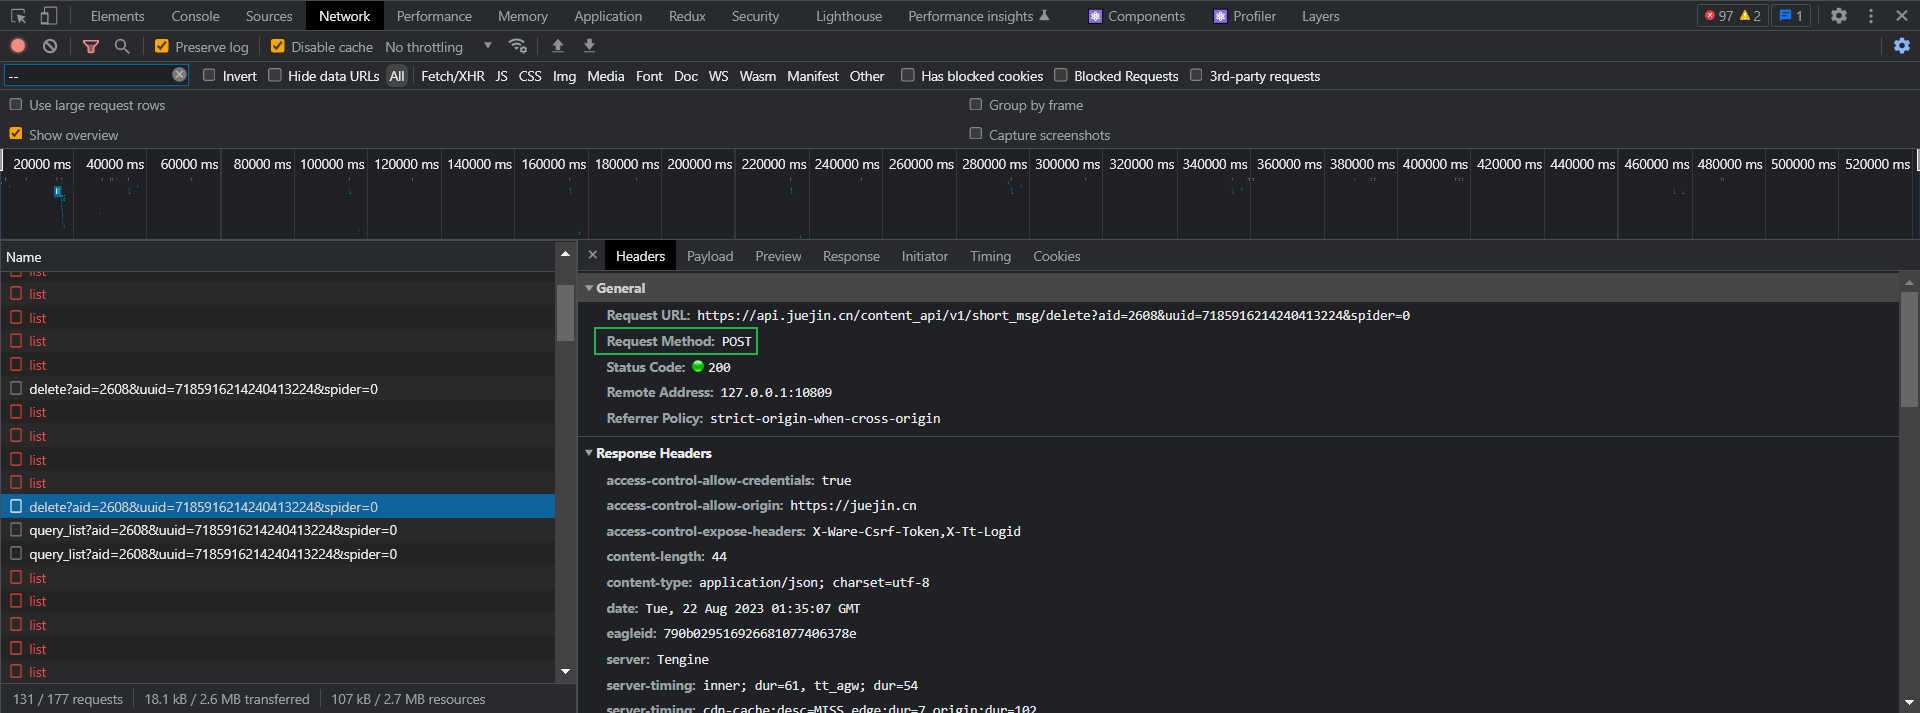 Elements Console Sources Network Performance Memory Application Redux Security Lighthouse Performance insights Components Profiler Layers 97 2 1
Preserve log Disable cache No throttling
-- Invert Hide data URLs All Fetch/XHR JS CSS Img Media Font Doc WS Wasm Manifest Other Has blocked cookies Blocked Requests 3rd-party requests
Use large request rows Group by frame
Show overview Capture screenshots
20000 ms 40000 ms 60000 ms 80000 ms 100000 ms 120000 ms 140000 ms 160000 ms 180000 ms 200000 ms 220000 ms 240000 ms 260000 ms 280000 ms 300000 ms 320000 ms 340000 ms 360000 ms 380000 ms 400000 ms 420000 ms 440000 ms 460000 ms 480000 ms 500000 ms 520000 ms
Name
list
list
list
list
list
delete?aid=2608&uuid=7185916214240413224&spider=0
list
list
list
list
delete?aid=2608&uuid=7185916214240413224&spider=0
query_list?aid=2608&uuid=7185916214240413224&spider=0
query_list?aid=2608&uuid=7185916214240413224&spider=0
list
list
list
list
list
131 / 177 requests 18.1 kB / 2.6 MB transferred 107 kB / 2.7 MB resources
Headers Payload Preview Response Initiator Timing Cookies
General
Request URL: https://api.juejin.cn/content_api/v1/short_msg/delete?aid=2608&uuid=7185916214240413224&spider=0
Request Method: POST
Status Code: 200
Remote Address: 127.0.0.1:10809
Referrer Policy: strict-origin-when-cross-origin
Response Headers
access-control-allow-credentials: true
access-control-allow-origin: https://juejin.cn
access-control-expose-headers: X-Ware-Csrf-Token,X-Tt-Logid
content-length: 44
content-type: application/json; charset=utf-8
date: Tue, 22 Aug 2023 01:35:07 GMT
eagleid: 790b029516926681077406378e
server: Tengine
server-timing: inner; dur=61, tt_agw; dur=54
server-timing: cdn-cache;desc=MISS,edge;dur=7,origin;dur=102